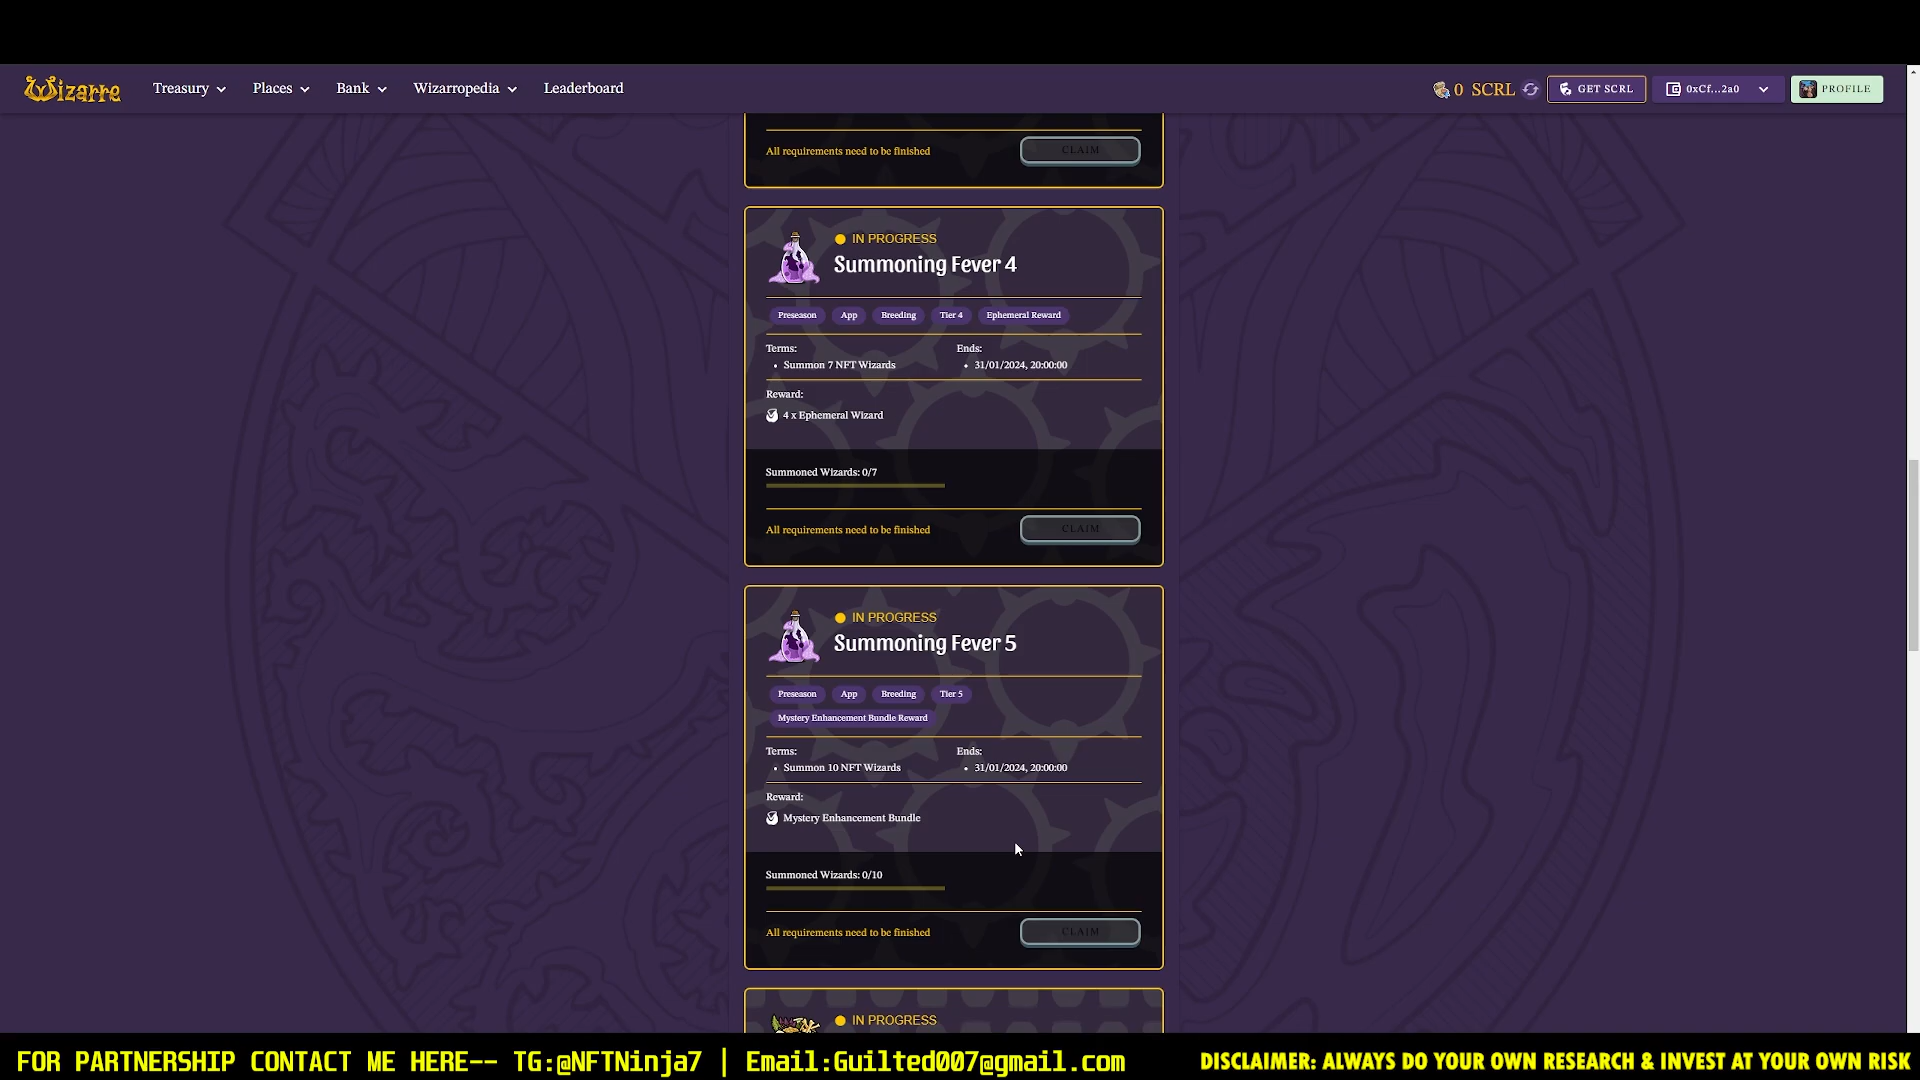 Wizarre
Treasury
Places
Bank
Wizarropedia
Leaderboard
0 SCRL
GET SCRL
0xCf...2a0
PROFILE
All requirements need to be finished
CLAIM
IN PROGRESS
Summoning Fever 4
Preseason App Breeding Tier 4 Ephemeral Reward
Terms:
• Summon 7 NFT Wizards
Ends:
• 31/01/2024, 20:00:00
Reward:
4 x Ephemeral Wizard
Summoned Wizards: 0/7
All requirements need to be finished
CLAIM
IN PROGRESS
Summoning Fever 5
Preseason App Breeding Tier 5
Mystery Enhancement Bundle Reward
Terms:
• Summon 10 NFT Wizards
Ends:
• 31/01/2024, 20:00:00
Reward:
Mystery Enhancement Bundle
Summoned Wizards: 0/10
All requirements need to be finished
CLAIM
IN PROGRESS
FOR PARTNERSHIP CONTACT ME HERE-- TG:@NFTNinja7 | Email:Guilted007@gmail.com
DISCLAIMER: ALWAYS DO YOUR OWN RESEARCH & INVEST AT YOUR OWN RISK